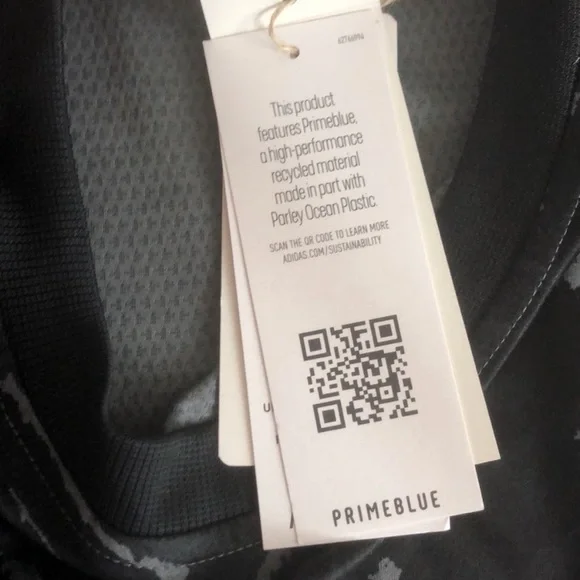 This product
features Primeblue,
a high-performance
recycled material
made in part with
Parley Ocean Plastic.
SCAN THE QR CODE TO LEARN MORE
ADIDAS.COM/SUSTAINABILITY
PRIMEBLUE